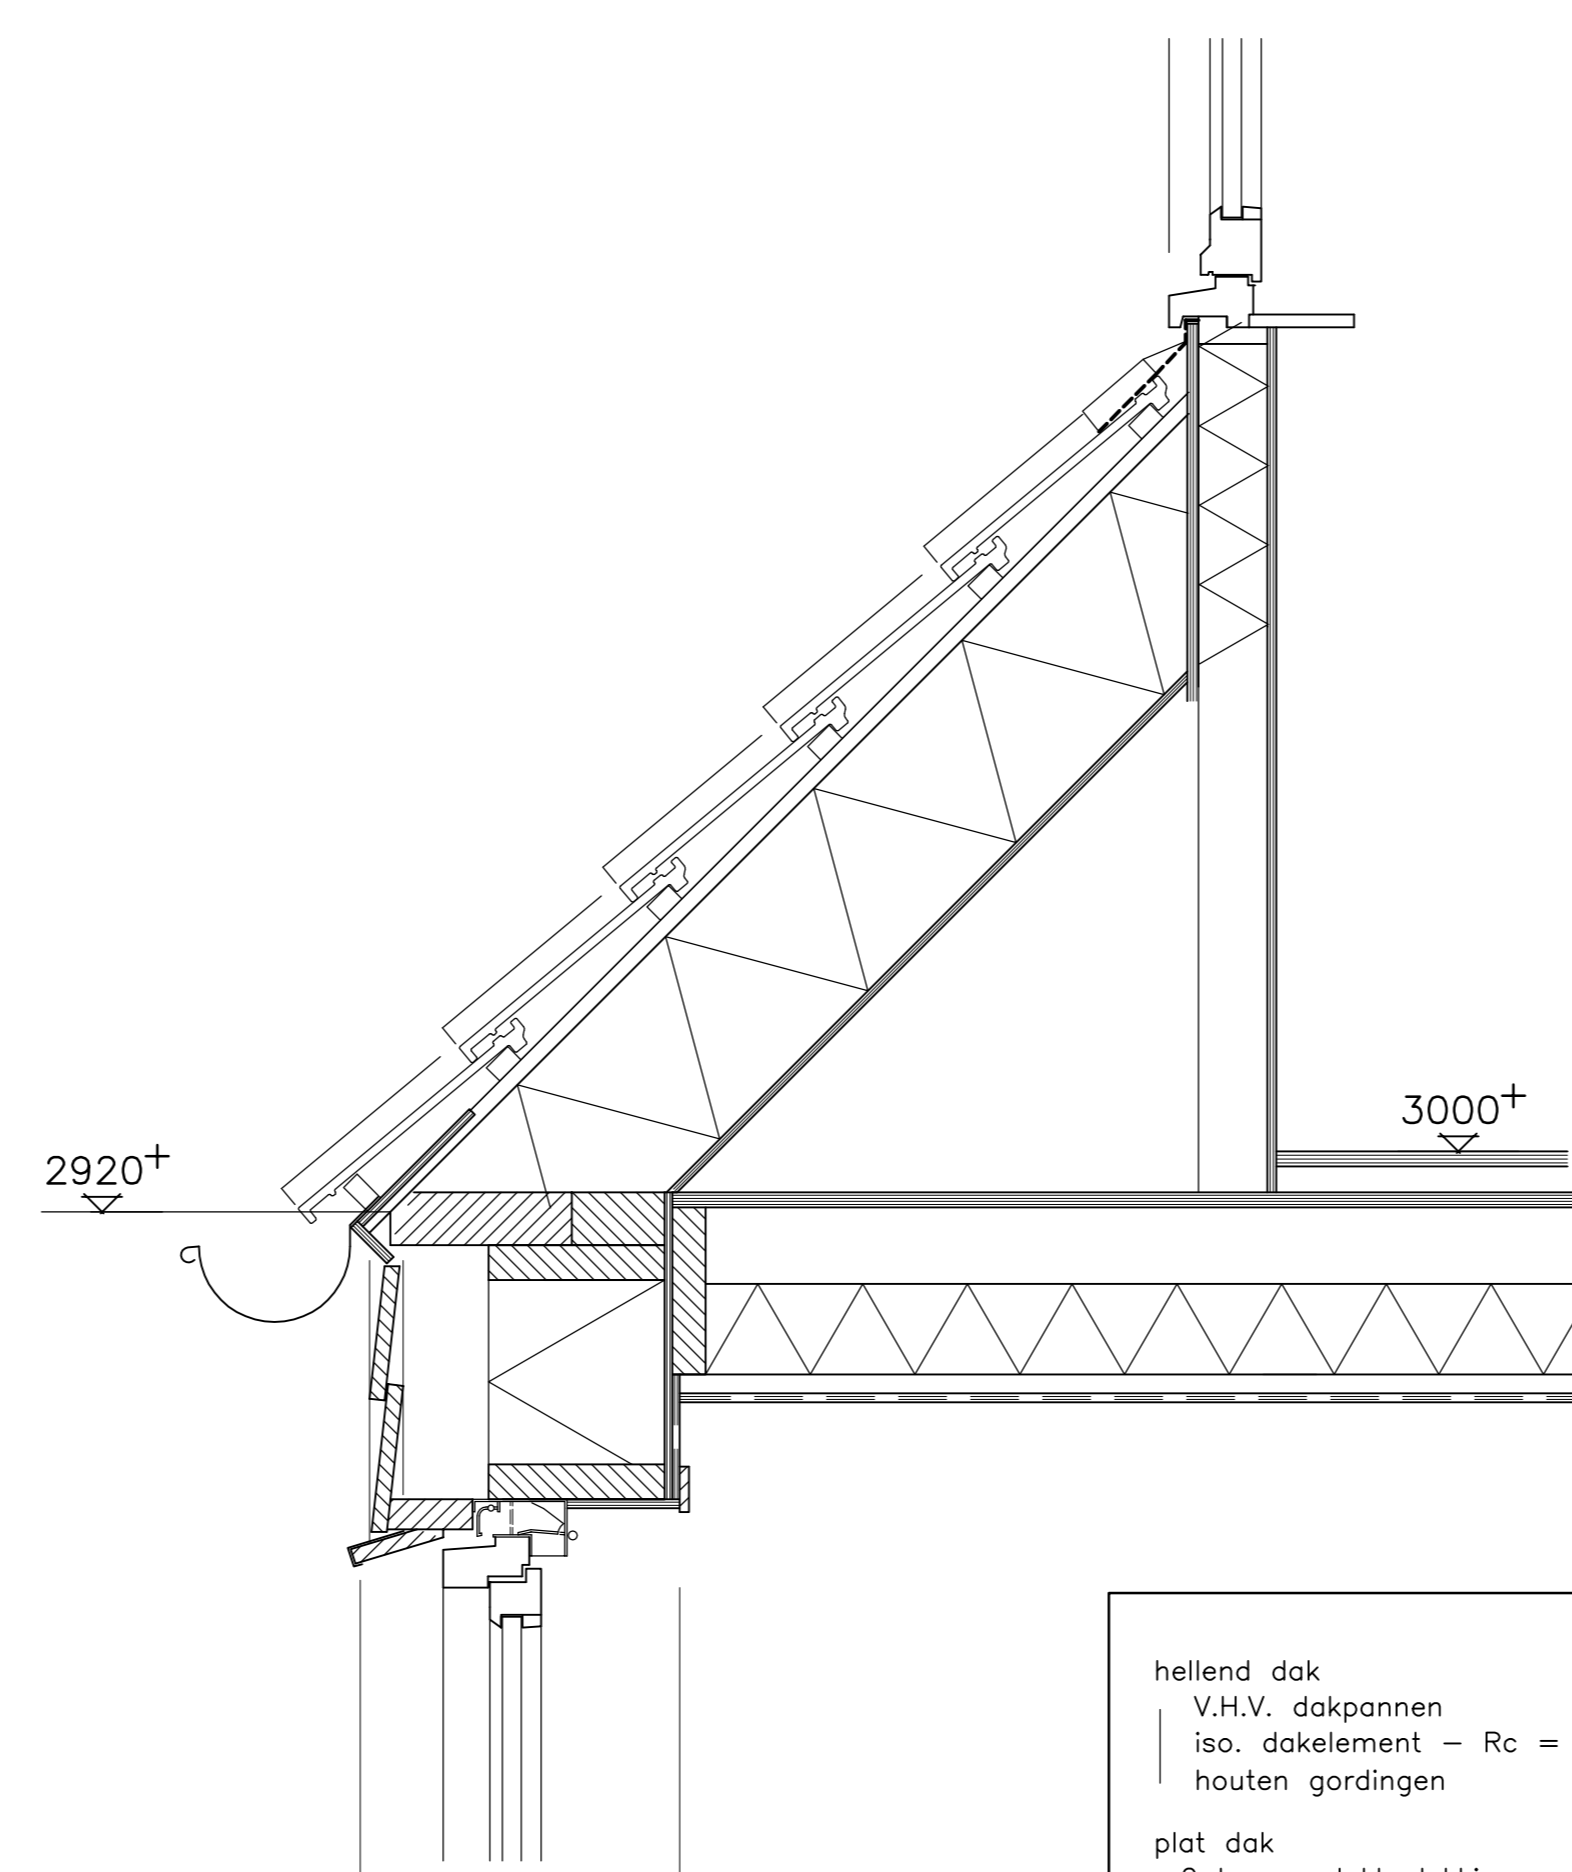 3000+
2920+
hellend dak
V.H.V. dakpannen
iso. dakelement - Rc =
houten gordingen
plat dak